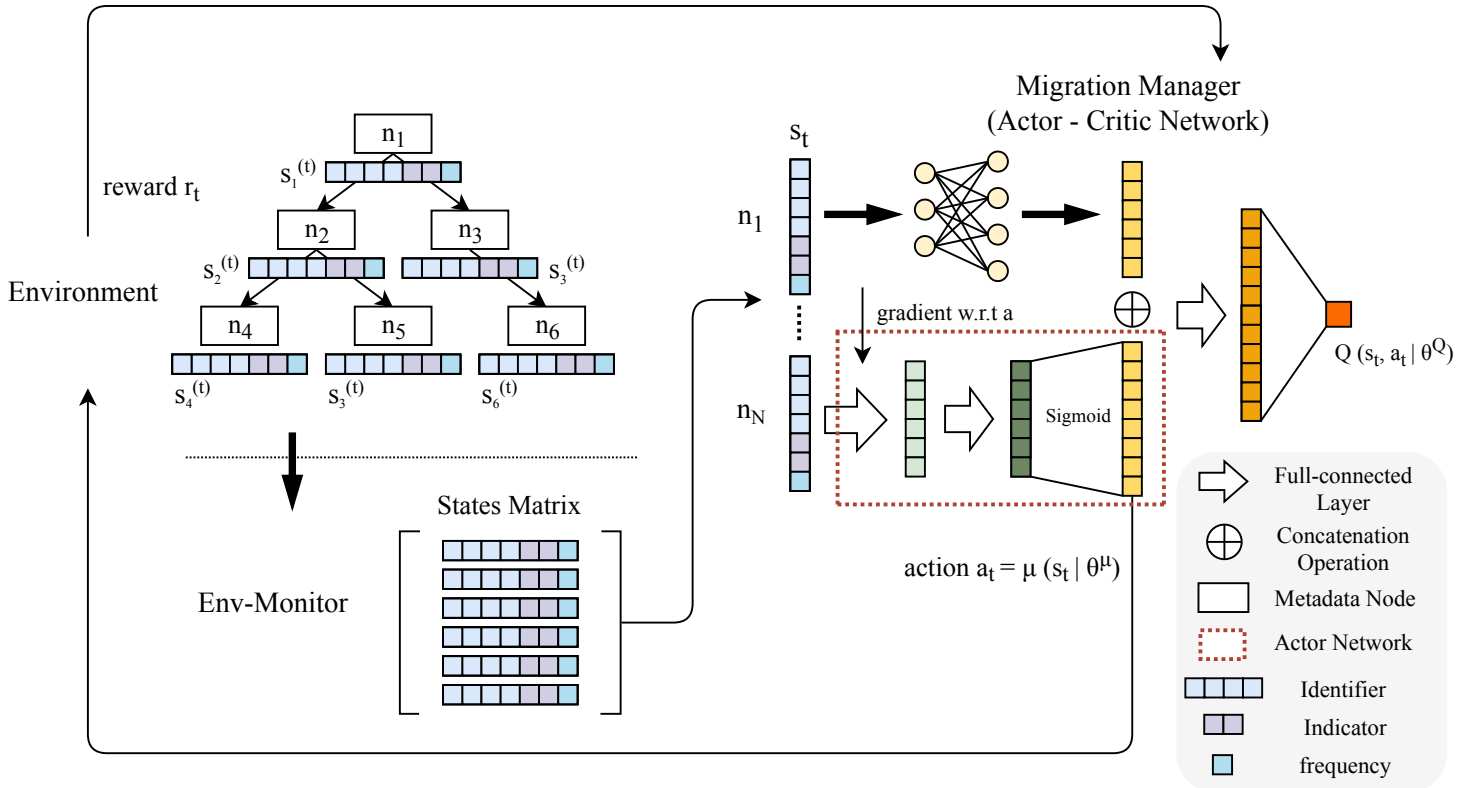 Migration Manager
(Actor - Critic Network)
reward r_t
Environment
n_1
s_1^(t)
n_2
n_3
s_2^(t)
s_3^(t)
n_4
n_5
n_6
s_4^(t)
s_3^(t)
s_6^(t)
States Matrix
Env-Monitor
s_t
n_1
n_N
gradient w.r.t a
Sigmoid
action a_t = μ (s_t | θ^μ)
Q (s_t, a_t | θ^Q)
Full-connected
Layer
Concatenation
Operation
Metadata Node
Actor Network
Identifier
Indicator
frequency